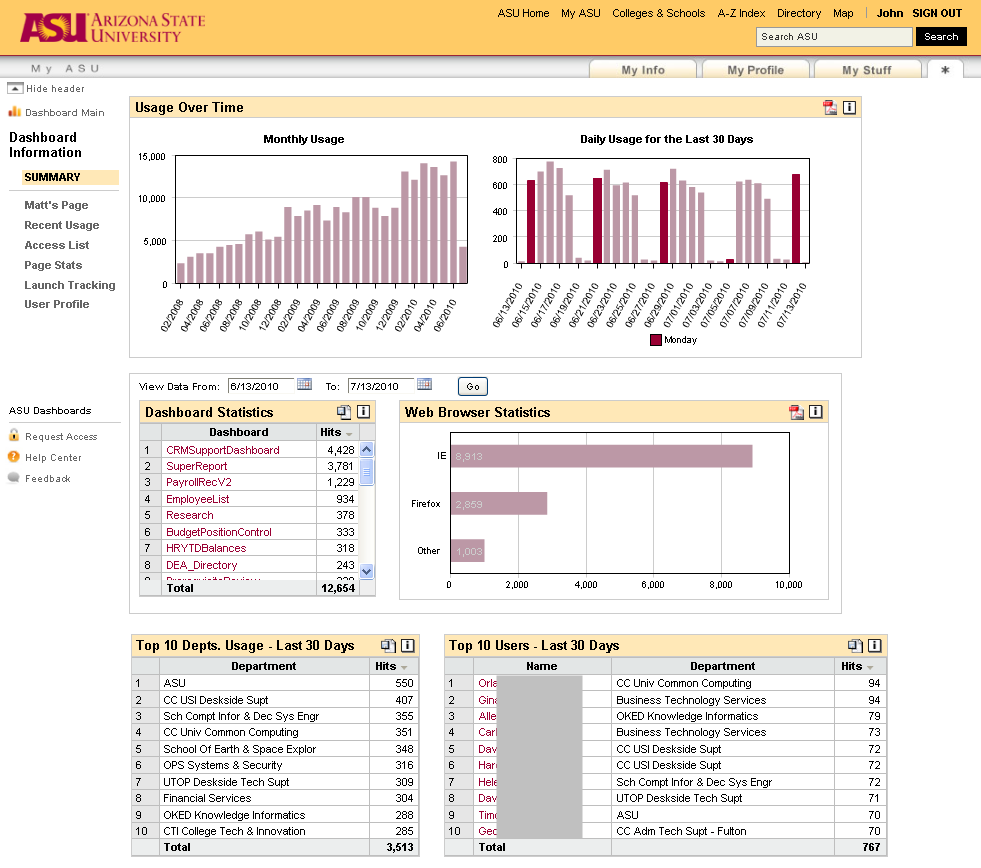 ASU ARIZONA STATE UNIVERSITY
ASU Home My ASU Colleges & Schools A-Z Index Directory Map John SIGN OUT
Search ASU Search
My ASU
My Info My Profile My Stuff *
Hide header
Dashboard Main
Dashboard Information
SUMMARY
Matt's Page
Recent Usage
Access List
Page Stats
Launch Tracking
User Profile
ASU Dashboards
Request Access
Help Center
Feedback
Usage Over Time
Monthly Usage
15,000
10,000
5,000
0
02/2008 04/2008 06/2008 08/2008 10/2008 12/2008 02/2009 04/2009 06/2009 08/2009 10/2009 12/2009 02/2010 04/2010 06/2010
Daily Usage for the Last 30 Days
800
600
400
200
0
06/13/2010 06/15/2010 06/17/2010 06/19/2010 06/21/2010 06/23/2010 06/25/2010 06/27/2010 06/29/2010 07/01/2010 07/03/2010 07/05/2010 07/07/2010 07/09/2010 07/11/2010 07/13/2010
Monday
View Data From: 6/13/2010 To: 7/13/2010 Go
Dashboard Statistics
Dashboard Hits
1 CRMSupportDashboard 4,428
2 SuperReport 3,781
3 PayrollRecV2 1,229
4 EmployeeList 934
5 Research 378
6 BudgetPositionControl 333
7 HRYTDBalances 318
8 DEA_Directory 243
Total 12,654
Web Browser Statistics
IE 8,913
Firefox 2,859
Other 1,003
0 2,000 4,000 6,000 8,000 10,000
Top 10 Depts. Usage - Last 30 Days
Department Hits
1 ASU 550
2 CC USI Deskside Supt 407
3 Sch Compt Infor & Dec Sys Engr 355
4 CC Univ Common Computing 351
5 School Of Earth & Space Explor 348
6 OPS Systems & Security 316
7 UTOP Deskside Tech Supt 309
8 Financial Services 304
9 OKED Knowledge Informatics 288
10 CTI College Tech & Innovation 285
Total 3,513
Top 10 Users - Last 30 Days
Name Department Hits
1 Orla CC Univ Common Computing 94
2 Gina Business Technology Services 94
3 Alle OKED Knowledge Informatics 79
4 Carl Business Technology Services 73
5 Dav CC USI Deskside Supt 72
6 Har CC USI Deskside Supt 72
7 Hele Sch Compt Infor & Dec Sys Engr 72
8 Dav UTOP Deskside Tech Supt 71
9 Timo ASU 70
10 Geo CC Adm Tech Supt - Fulton 70
Total 767